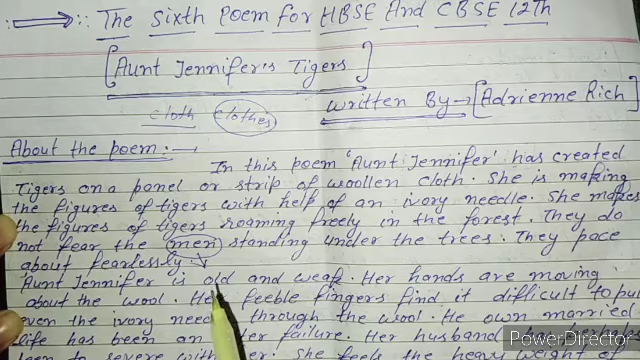 The Sixth Poem For HBSE And CBSE 12Th
[Aunt Jennifer's Tigers]
cloth clothes
written By→[Adrienne Rich]
About the poem:-→
In this poem 'Aunt Jennifer' has created
Tigers on a panel or strip of woollen cloth. She is making
the figures of tigers with help of an ivory needle. She makes
the figures of tigers roaming freely in the forest. They do
not fear the men standing under the trees. They pace
about fearlessly.
Aunt Jennifer is old and weak. Her hands are moving
about the wool. Her feeble fingers find it difficult to pull
even the ivory needle through the wool. He own married
life has been an failure. Her husband has
been to severe with her. She feels the heavy weight of
PowerDirector